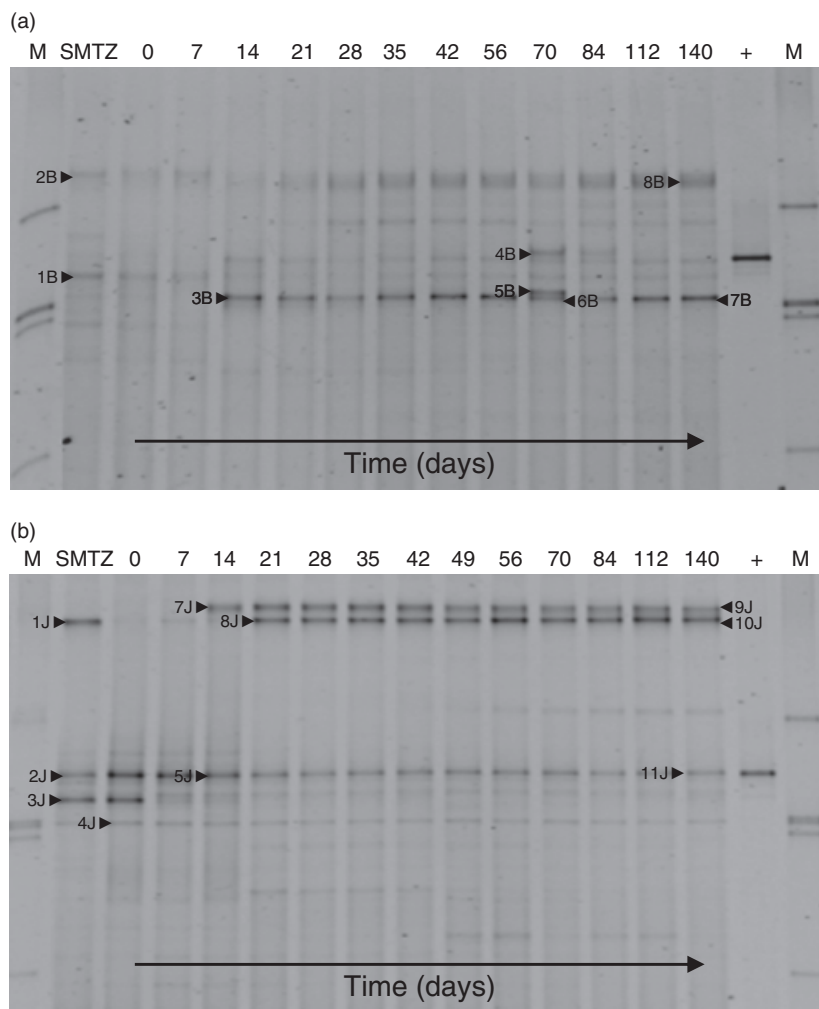 (a)
M SMTZ 0 7 14 21 28 35 42 56 70 84 112 140 + M
2B
8B
4B
1B
5B
3B
6B
7B
Time (days)
(b)
M SMTZ 0 7 14 21 28 35 42 49 56 70 84 112 140 + M
7J
9J
1J
8J
10J
2J
5J
11J
3J
4J
Time (days)